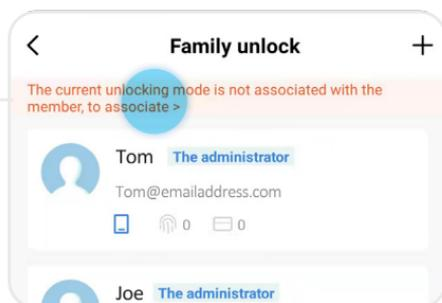 Family unlock
The current unlocking mode is not associated with the
member, to associate >
Tom The administrator
Tom@emailaddress.com
0 0
Joe The administrator